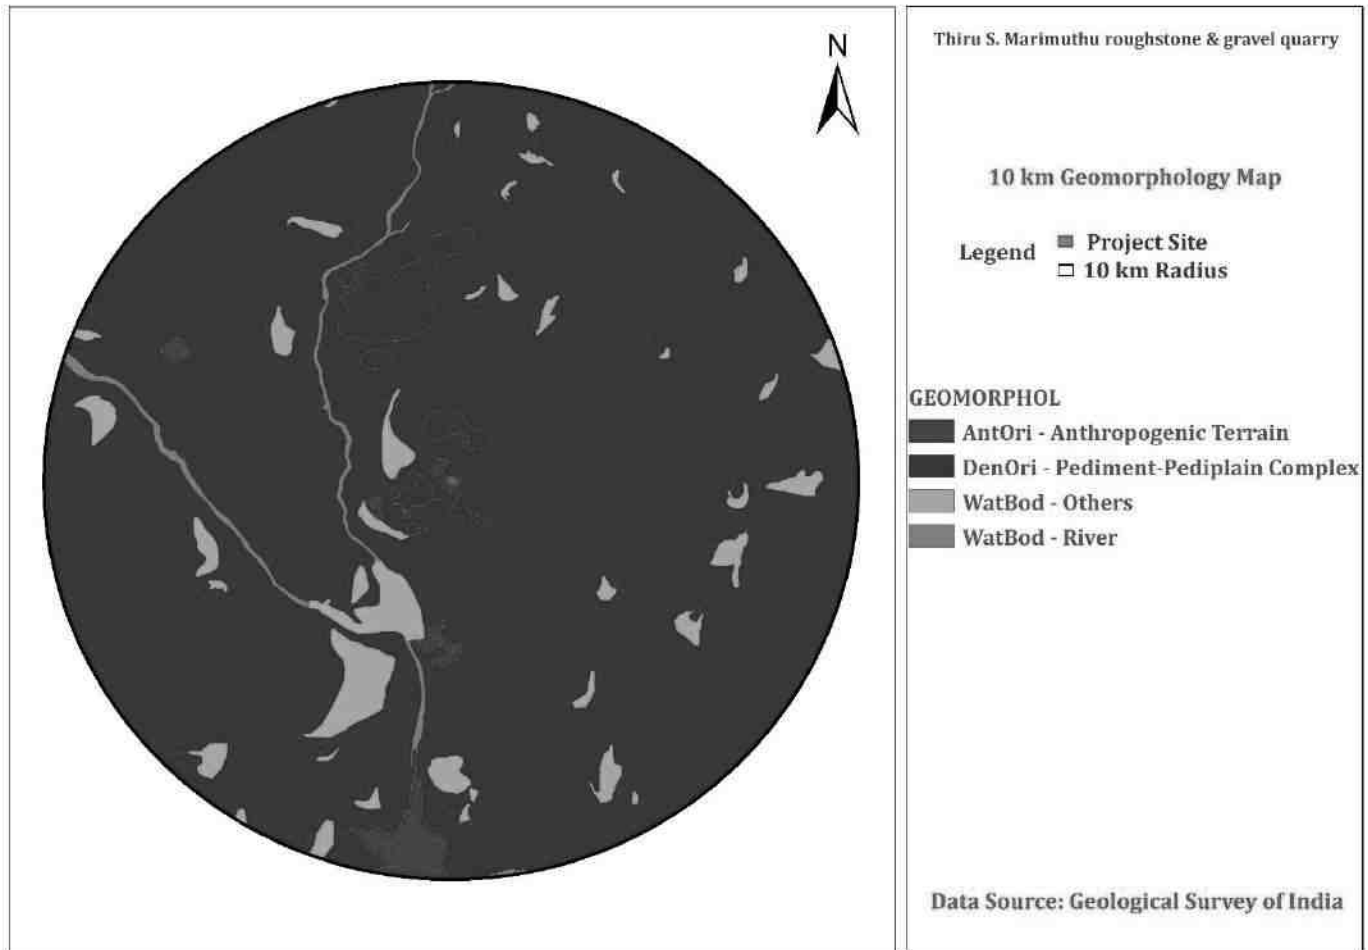 N
Thiru S. Marimuthu roughstone & gravel quarry
10 km Geomorphology Map
Legend
Project Site
10 km Radius
GEOMORPHOL
AntOri - Anthropogenic Terrain
DenOri - Pediment-Pediplain Complex
WatBod - Others
WatBod - River
Data Source: Geological Survey of India